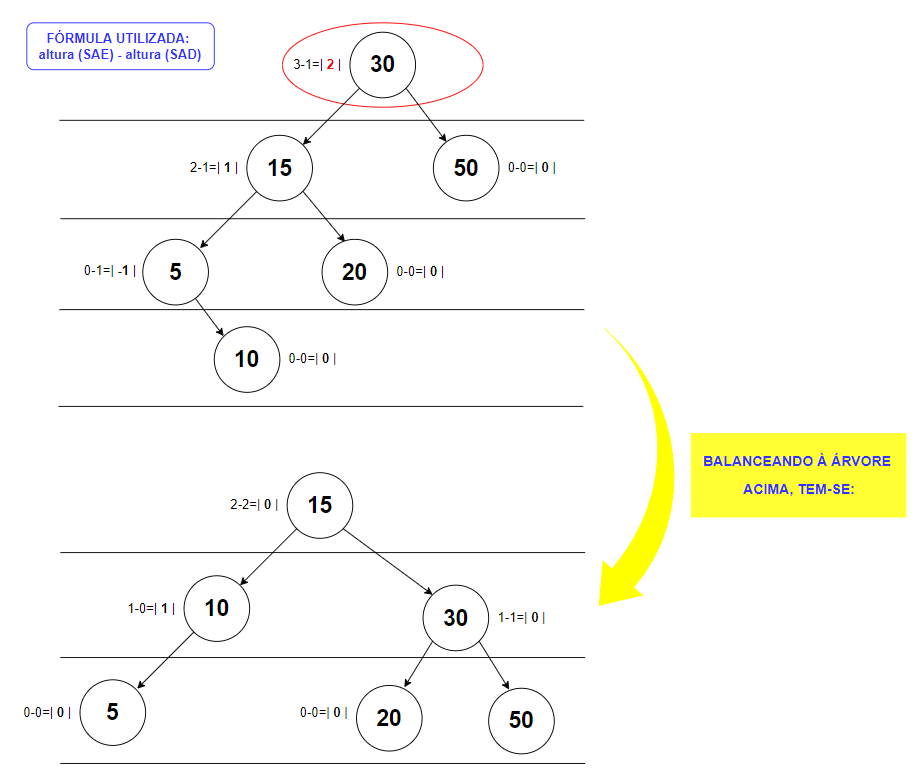 FÓRMULA UTILIZADA:
altura (SAE) - altura (SAD)
3-1=| 2 |
30
2-1=| 1 |
15
50
0-0=| 0 |
0-1=| -1 |
5
20
0-0=| 0 |
10
0-0=| 0 |
BALANCEANDO À ÁRVORE
ACIMA, TEM-SE:
2-2=| 0 |
15
1-0=| 1 |
10
30
1-1=| 0 |
0-0=| 0 |
5
0-0=| 0 |
20
50